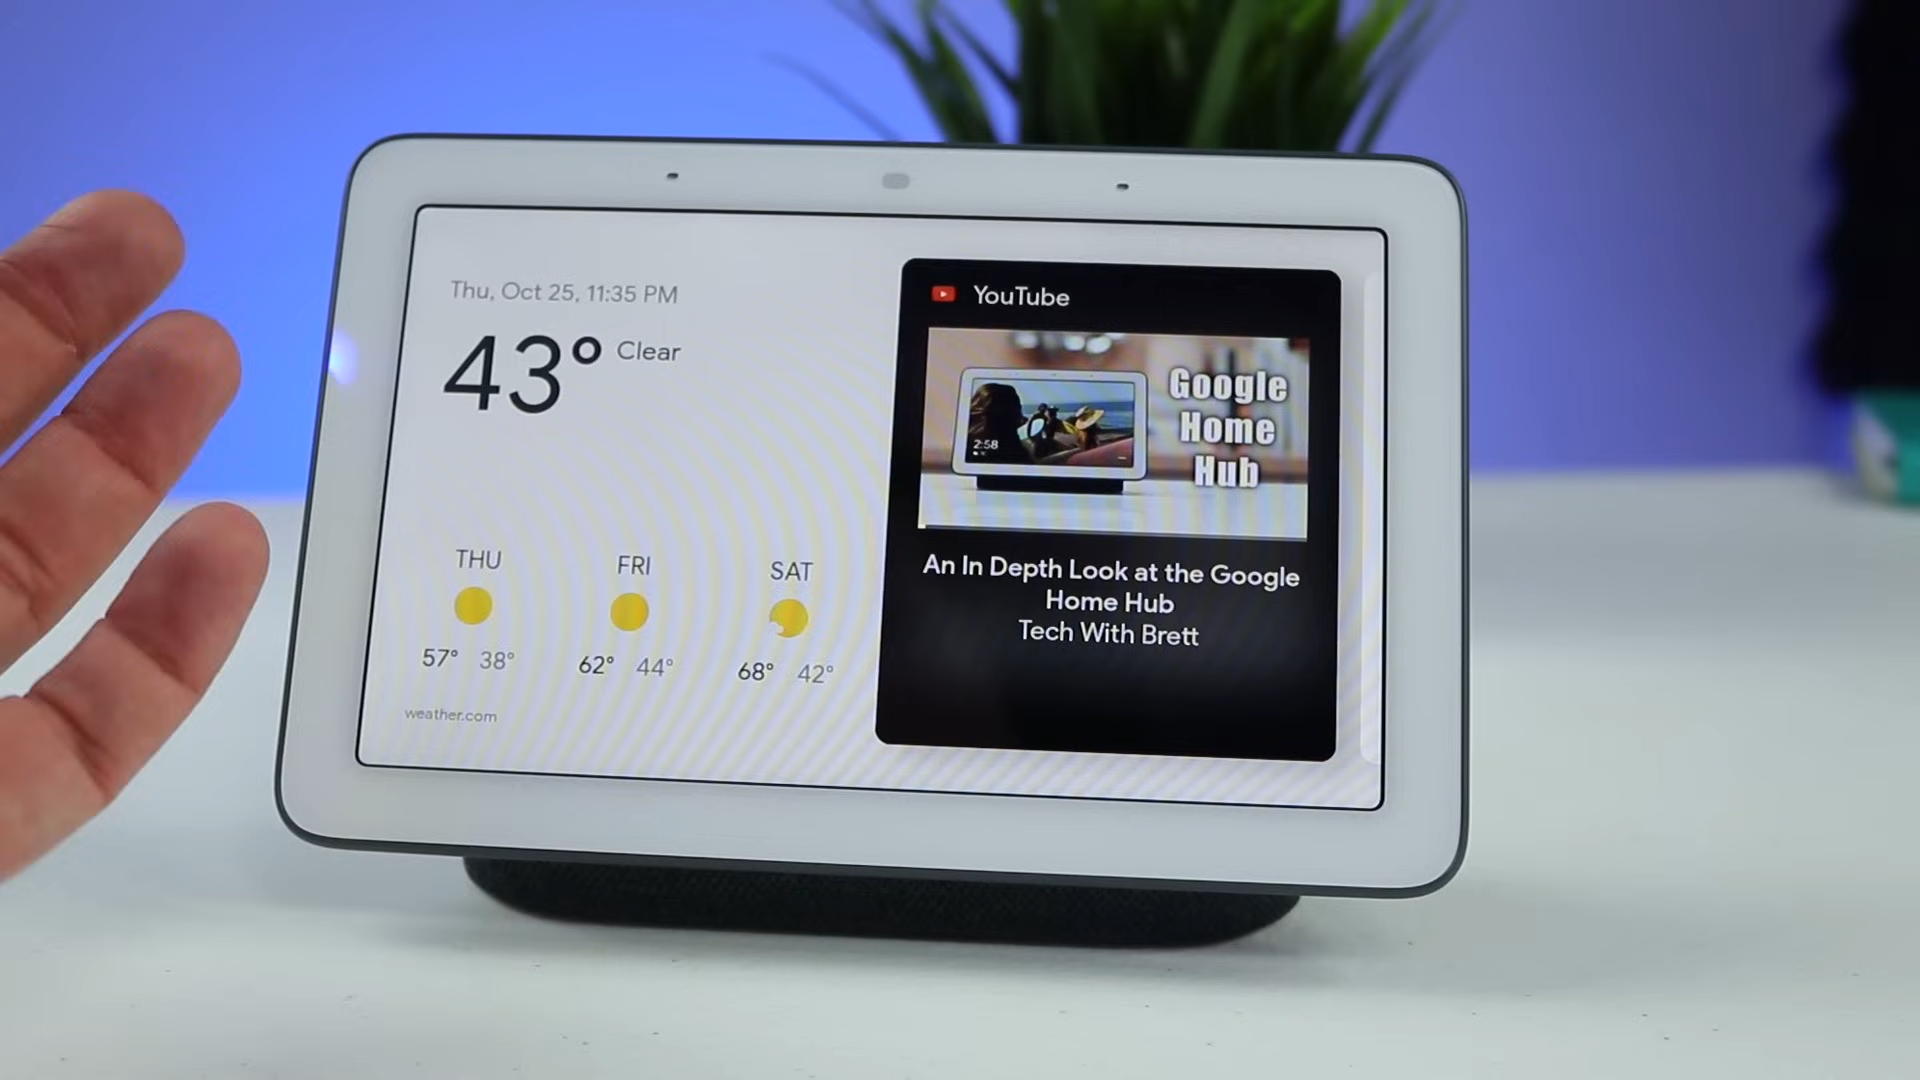 Thu, Oct 25, 11:35 PM
43° Clear
THU FRI SAT
57° 38° 62° 44° 68° 42°
weather.com
YouTube
2:58
Google
Home
Hub
An In Depth Look at the Google
Home Hub
Tech With Brett